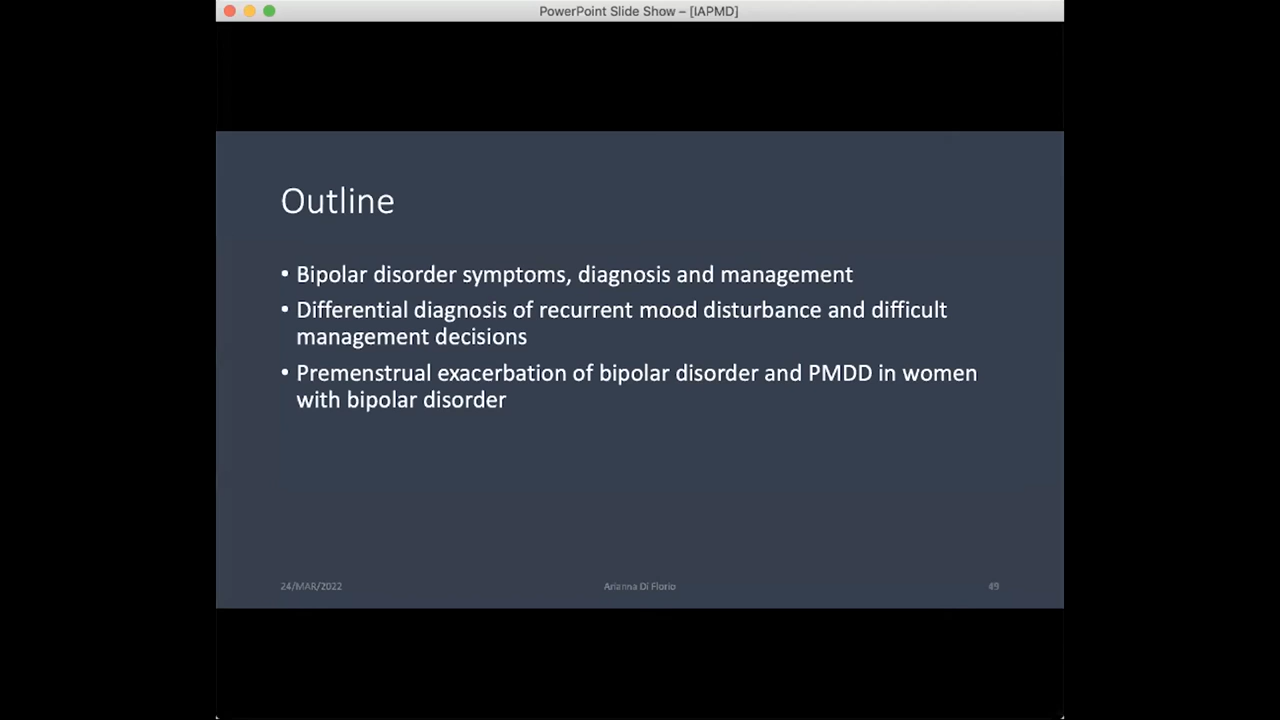 PowerPoint Slide Show – [IAPMD]
Outline
• Bipolar disorder symptoms, diagnosis and management
• Differential diagnosis of recurrent mood disturbance and difficult
management decisions
• Premenstrual exacerbation of bipolar disorder and PMDD in women
with bipolar disorder
24/MAR/2022
Arianna Di Florio
49